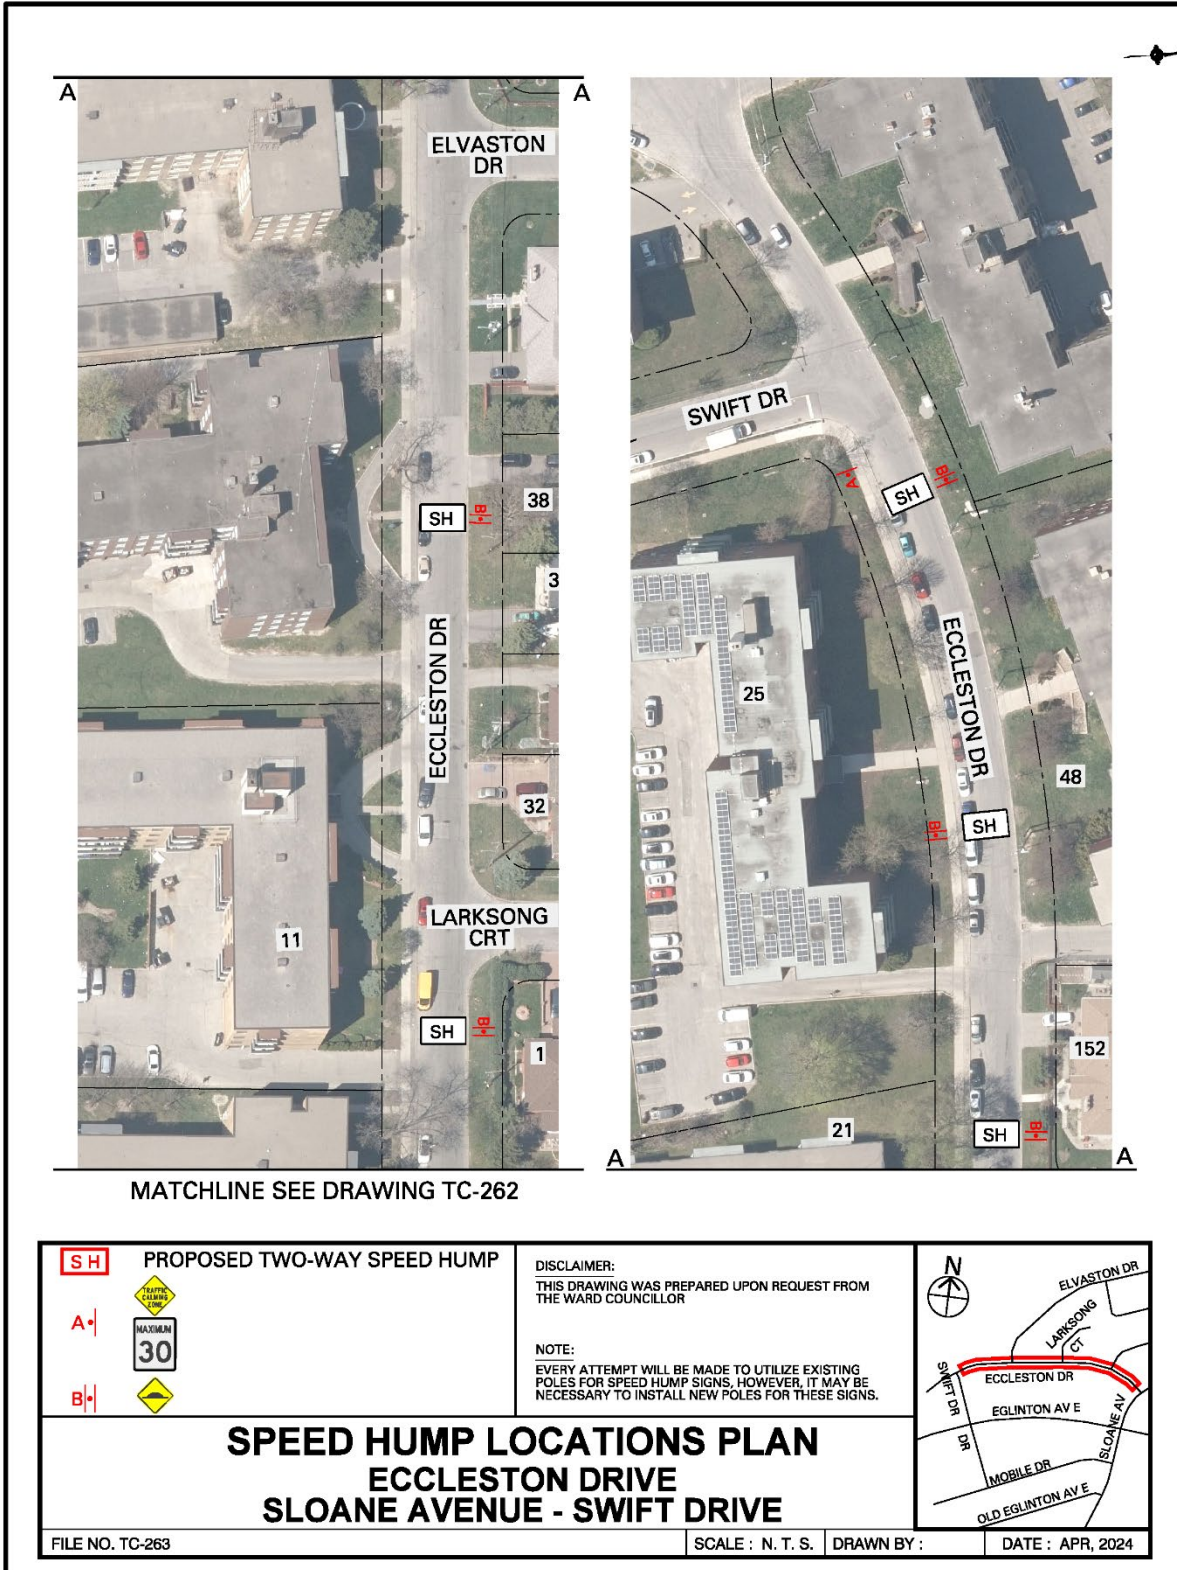 A
A
ELVASTON
DR
SH
B
38
3
ECCLESTON DR
32
LARKSONG
CRT
11
SH
B
1
MATCHLINE SEE DRAWING TC-262
SWIFT DR
A
SH
B
25
ECCLESTON DR
48
B
SH
152
21
SH
B
A
A
SH PROPOSED TWO-WAY SPEED HUMP
TRAFFIC
CALMING
ZONE
A
MAXIMUM
30
B
DISCLAIMER:
THIS DRAWING WAS PREPARED UPON REQUEST FROM
THE WARD COUNCILLOR
NOTE:
EVERY ATTEMPT WILL BE MADE TO UTILIZE EXISTING
POLES FOR SPEED HUMP SIGNS, HOWEVER, IT MAY BE
NECESSARY TO INSTALL NEW POLES FOR THESE SIGNS.
N
ELVASTON DR
LARKSONG
CT
ECCLESTON DR
SWIFT DR
DR
EGLINTON AV E
SLOANE AV
MOBILE DR
OLD EGLINTON AV E
SPEED HUMP LOCATIONS PLAN
ECCLESTON DRIVE
SLOANE AVENUE - SWIFT DRIVE
FILE NO. TC-263
SCALE : N. T. S.
DRAWN BY :
DATE : APR, 2024